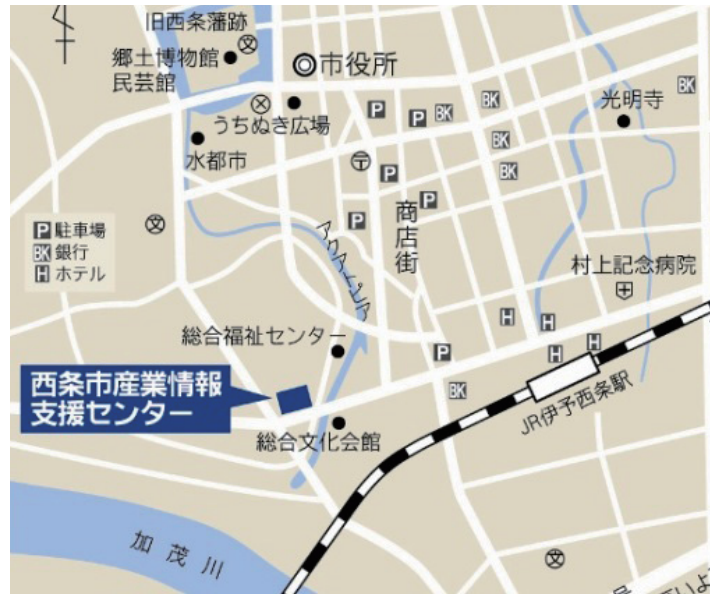 旧西条藩跡
文
郷土博物館
民芸館
市役所
うちぬき広場
水都市
P
P
BK
BK
BK
光明寺
〒
P
BK
BK
P
P
文
商店街
アクアトピア
P 駐車場
BK 銀行
H ホテル
村上記念病院
H
H
H
H
総合福祉センター
P
BK
西条市産業情報
支援センター
JR伊予西条駅
総合文化会館
加茂川
文